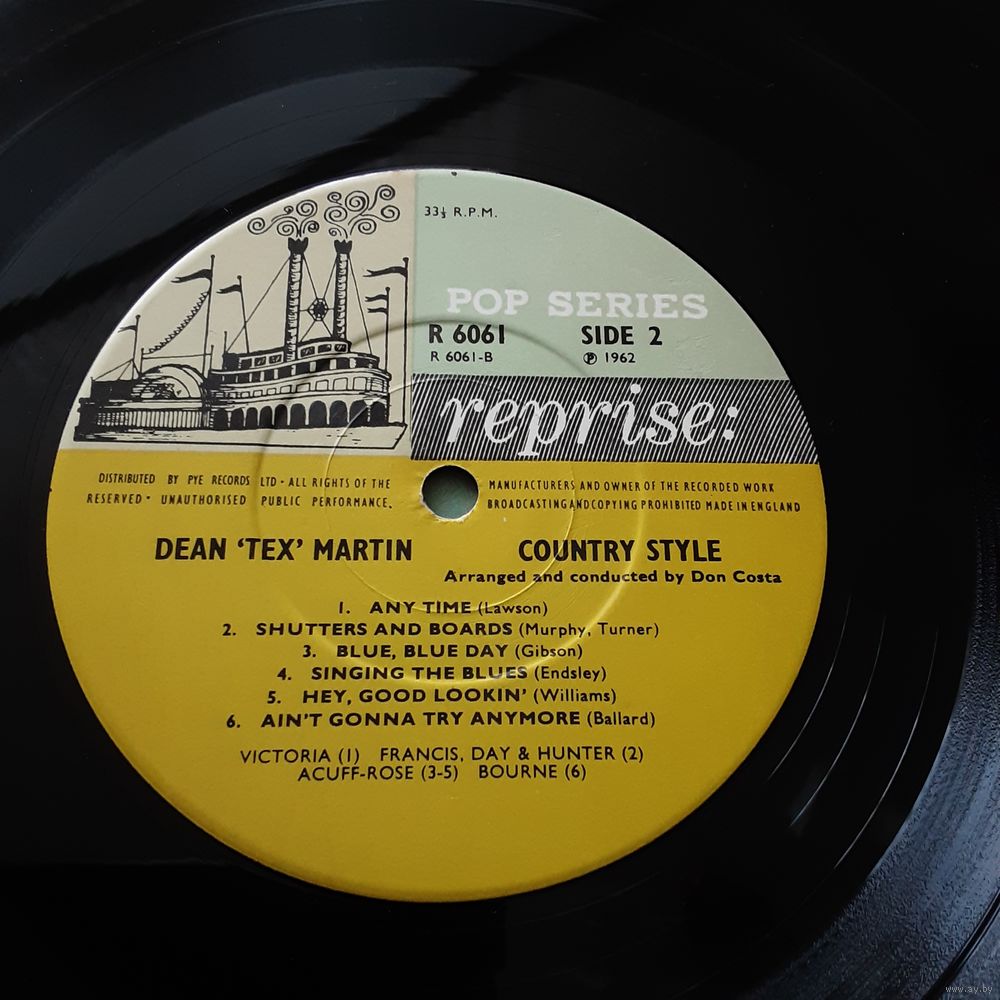 33⅓ R.P.M.
POP SERIES
R 6061 SIDE 2
R 6061-B ℗ 1962
reprise:
DISTRIBUTED BY PYE RECORDS LTD · ALL RIGHTS OF THE MANUFACTURERS AND OWNER OF THE RECORDED WORK
RESERVED · UNAUTHORISED PUBLIC PERFORMANCE, BROADCASTING AND COPYING PROHIBITED MADE IN ENGLAND
DEAN ‘TEX’ MARTIN COUNTRY STYLE
Arranged and conducted by Don Costa
1. ANY TIME (Lawson)
2. SHUTTERS AND BOARDS (Murphy, Turner)
3. BLUE, BLUE DAY (Gibson)
4. SINGING THE BLUES (Endsley)
5. HEY, GOOD LOOKIN’ (Williams)
6. AIN’T GONNA TRY ANYMORE (Ballard)
VICTORIA (1) FRANCIS, DAY & HUNTER (2)
ACUFF-ROSE (3-5) BOURNE (6)
www.ay.by